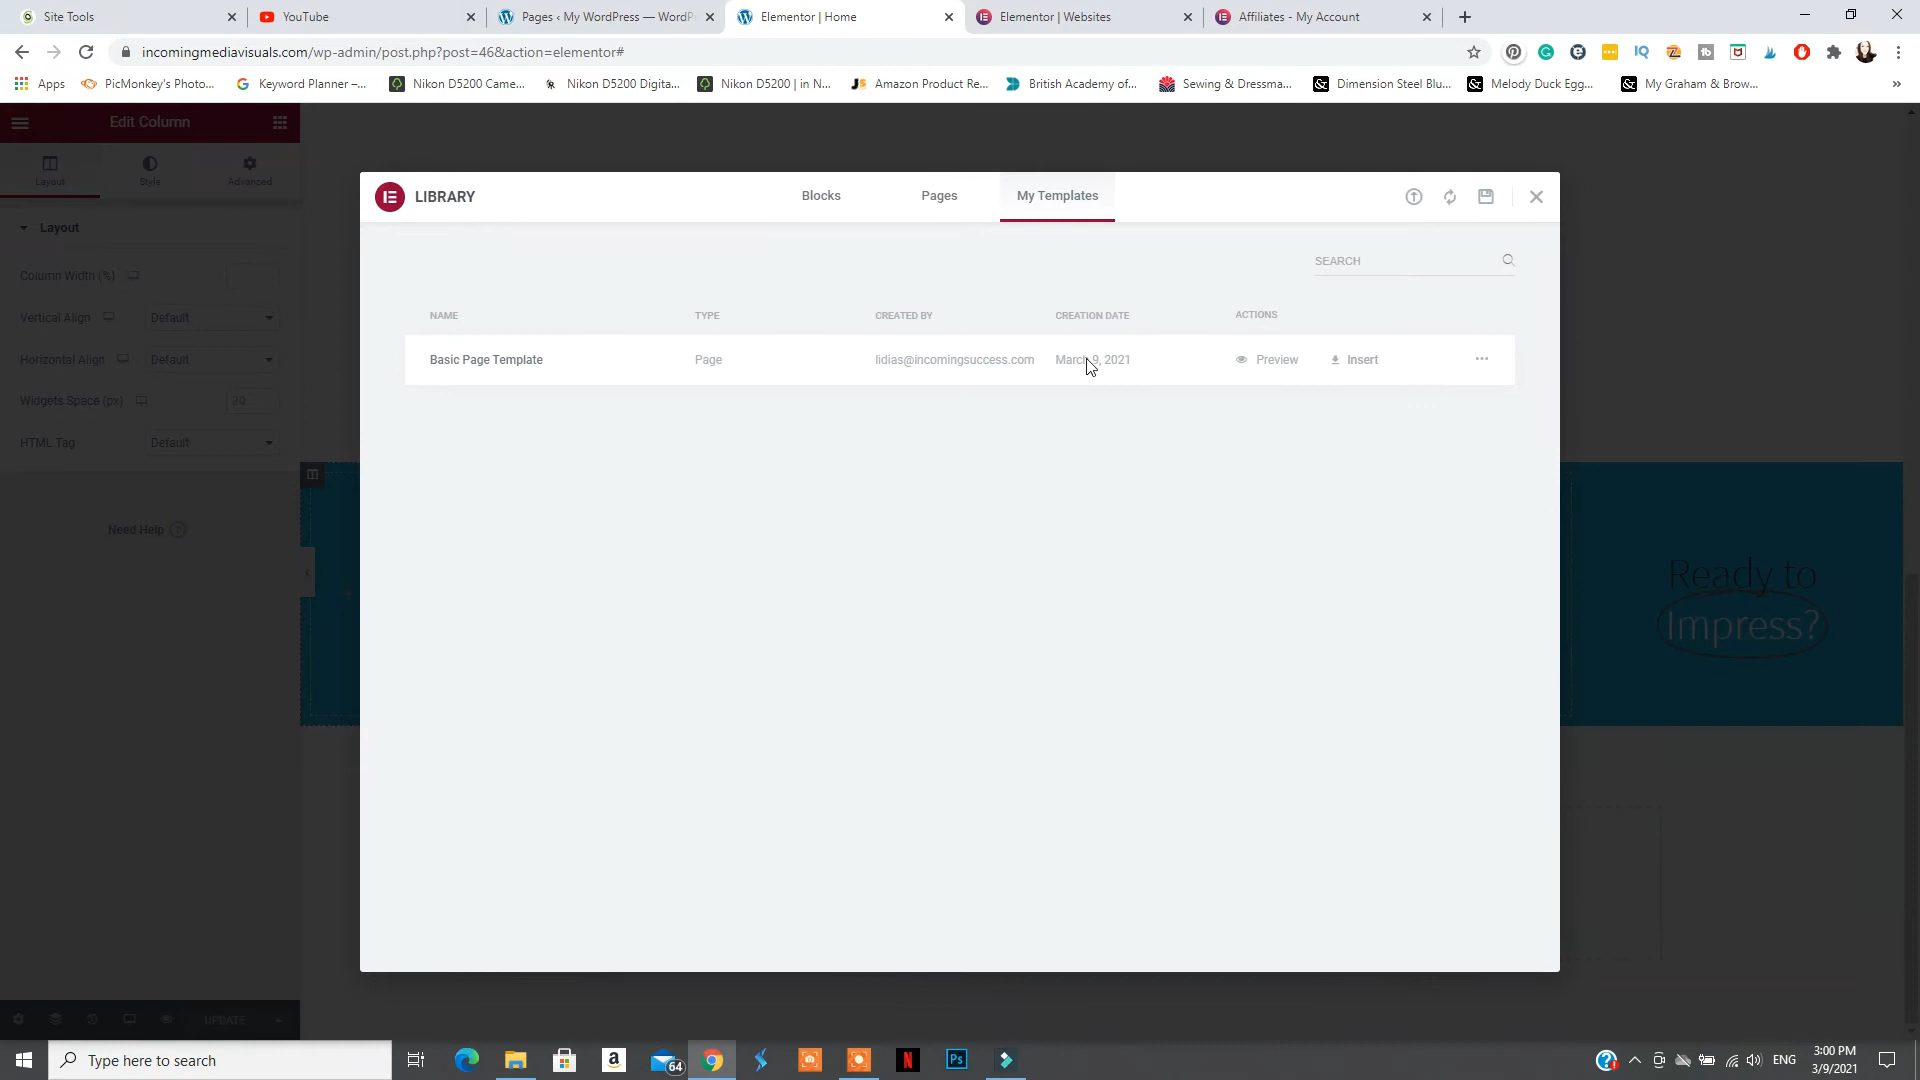 Site Tools
YouTube
Pages ‹ My WordPress — WordP
Elementor | Home
Elementor | Websites
Affiliates - My Account
incomingmediavisuals.com/wp-admin/post.php?post=46&action=elementor#
Apps
PicMonkey's Photo...
Keyword Planner –...
Nikon D5200 Came...
Nikon D5200 Digita...
Nikon D5200 | in N...
Amazon Product Re...
British Academy of...
Sewing & Dressma...
Dimension Steel Blu...
Melody Duck Egg...
My Graham & Brow...
»
Edit Column
Layout
Style
Advanced
LIBRARY
Blocks
Pages
My Templates
Layout
Column Width (%)
SEARCH
Vertical Align
Default
NAME
TYPE
CREATED BY
CREATION DATE
ACTIONS
Horizontal Align
Default
Basic Page Template
Page
lidias@incomingsuccess.com
March 9, 2021
Preview
Insert
Widgets Space (px)
20
HTML Tag
Default
Need Help
?
Ready to
Impress?
UPDATE
Type here to search
64
Ps
ENG
3:00 PM
3/9/2021